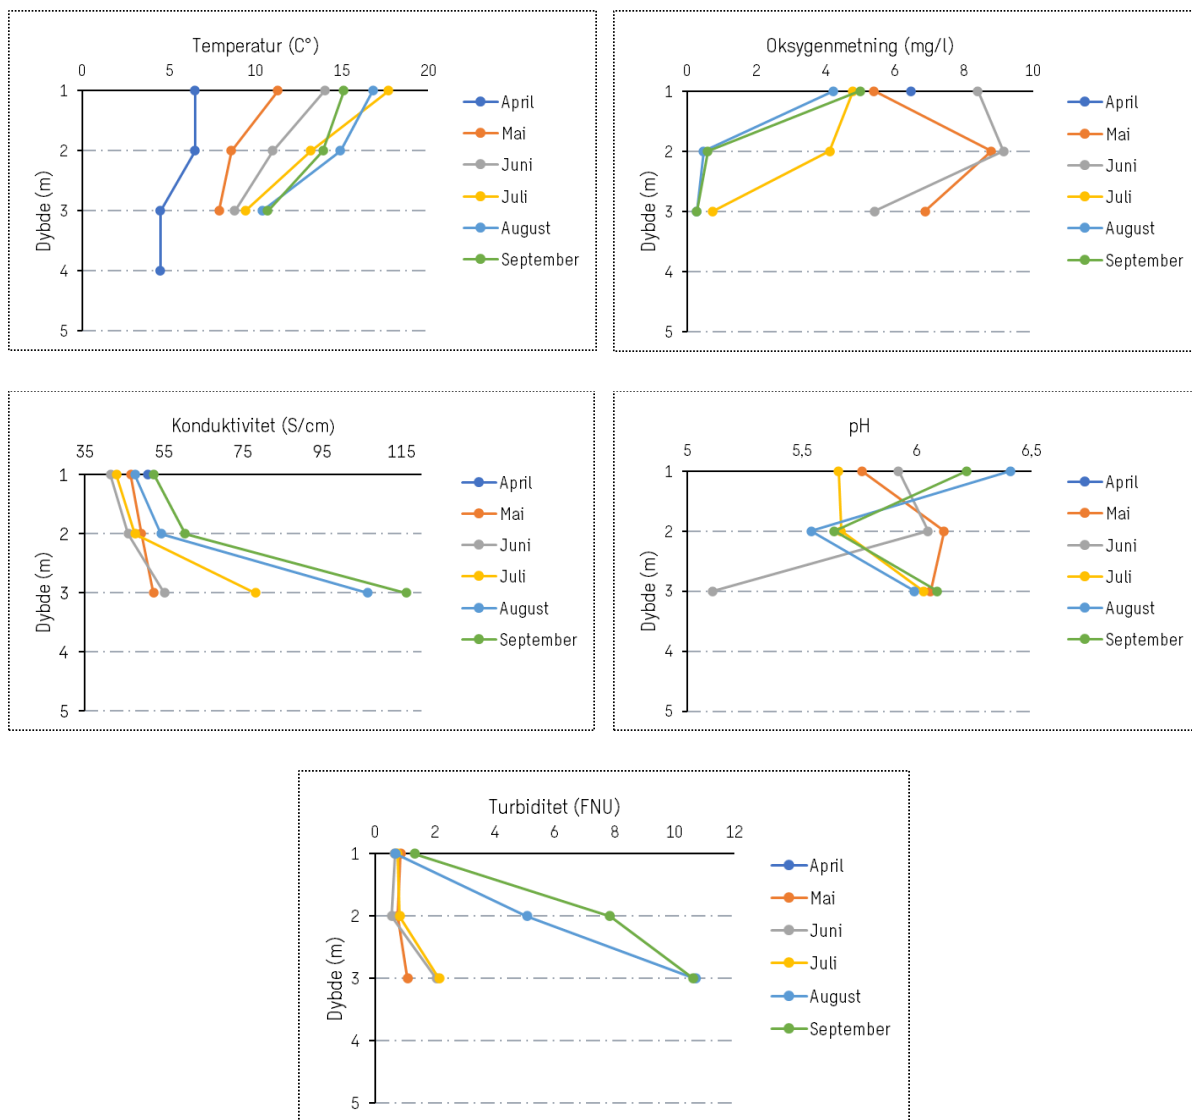 Temperatur (C°)
0 5 10 15 20
1
2
3
4
5
Dybde (m)
April
Mai
Juni
Juli
August
September
Oksygenmetning (mg/l)
0 2 4 6 8 10
1
2
3
4
5
Dybde (m)
April
Mai
Juni
Juli
August
September
Konduktivitet (S/cm)
35 55 75 95 115
1
2
3
4
5
Dybde (m)
April
Mai
Juni
Juli
August
September
pH
5 5,5 6 6,5
1
2
3
4
5
Dybde (m)
April
Mai
Juni
Juli
August
September
Turbiditet (FNU)
0 2 4 6 8 10 12
1
2
3
4
5
Dybde (m)
April
Mai
Juni
Juli
August
September